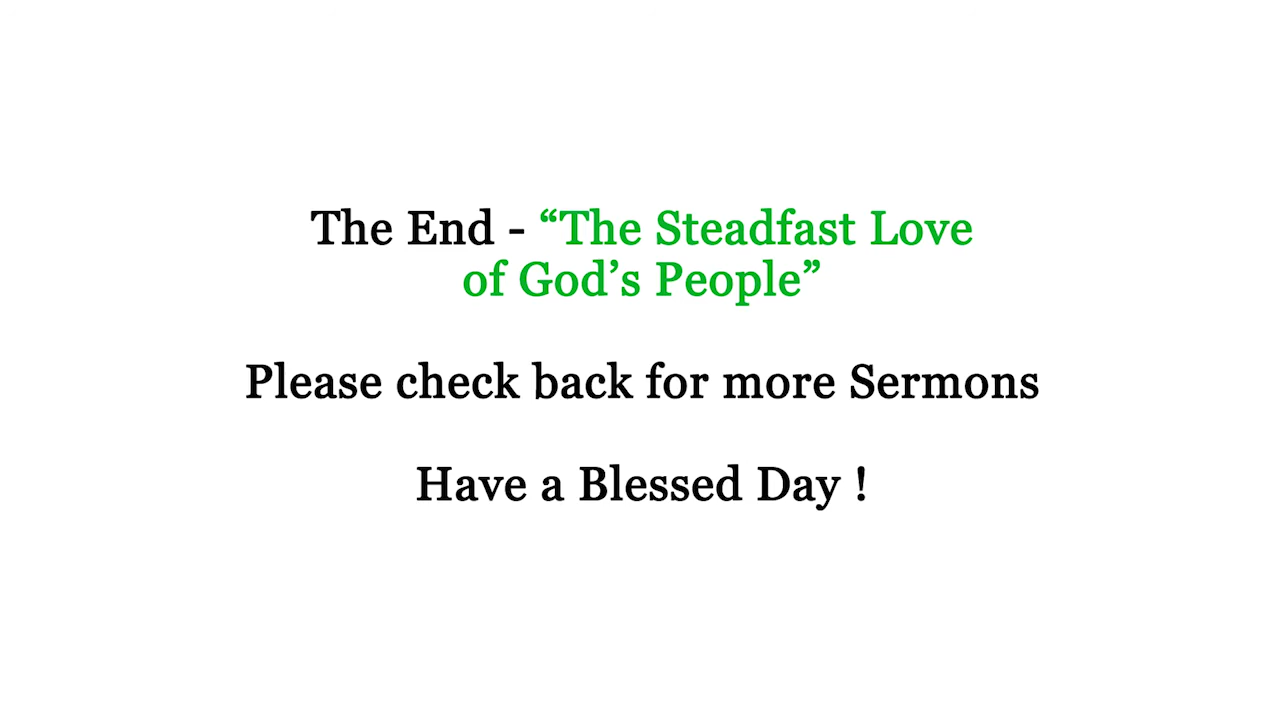 The End - “The Steadfast Love
of God’s People”
Please check back for more Sermons
Have a Blessed Day !